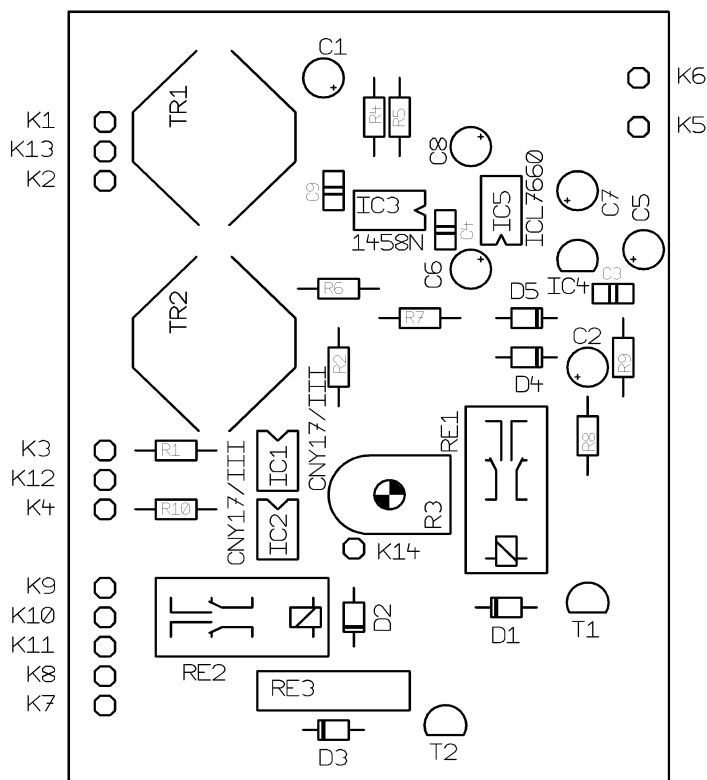 C1
K6
TR1
R4
R5
K1
K5
C8
K13
K2
C9
IC3
IC5
ICL7660
C7
C5
1458N
C4
C6
IC4
C3
R6
D5
TR2
R7
C2
R2
D4
R9
CNY17/III
RE1
R8
K3
R1
IC1
K12
CNY17/III
R3
K4
R10
IC2
K14
K9
K10
D2
D1
T1
K11
RE2
K8
RE3
K7
T2
D3